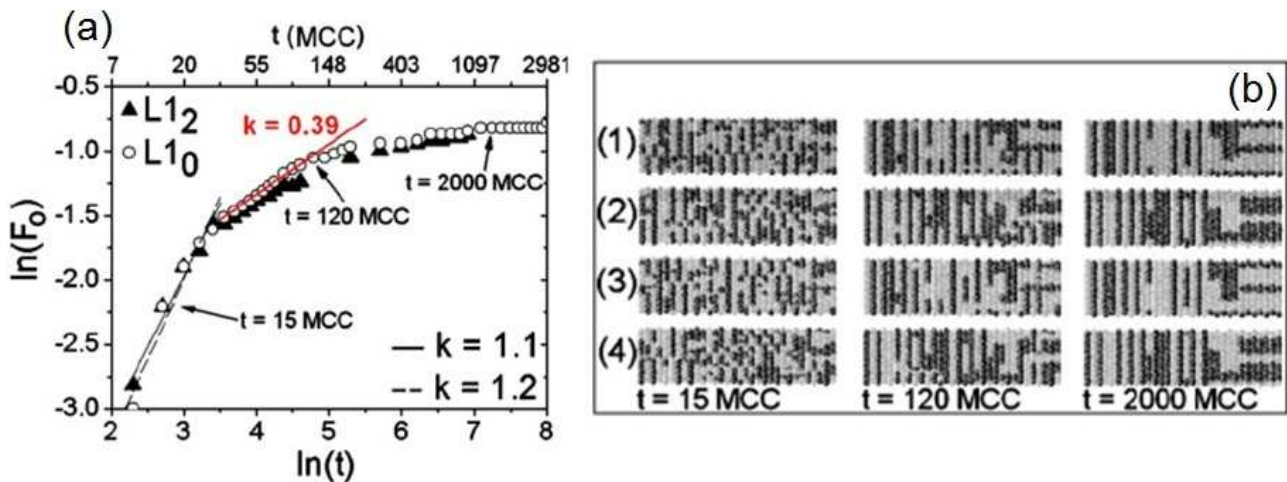 (a)
t (MCC)
7 20 55 148 403 1097 2981
-0.5
-1.0
-1.5
-2.0
-2.5
-3.0
ln(F₀)
▲ L1₂
○ L1₀
k = 0.39
t = 2000 MCC
t = 120 MCC
t = 15 MCC
k = 1.1
k = 1.2
2 3 4 5 6 7 8
ln(t)
(b)
(1)
(2)
(3)
(4)
t = 15 MCC t = 120 MCC t = 2000 MCC